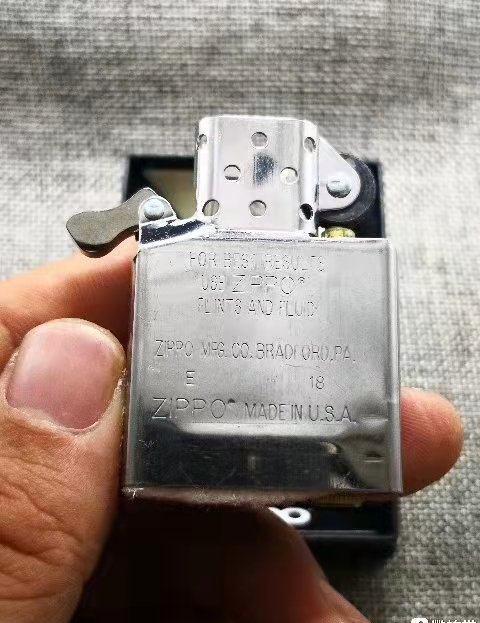 FOR BEST RESULTS
USE ZIPPO®
FLINTS AND FLUID
ZIPPO MFG. CO. BRADFORD, PA.
E 18
ZIPPO® MADE IN U.S.A.